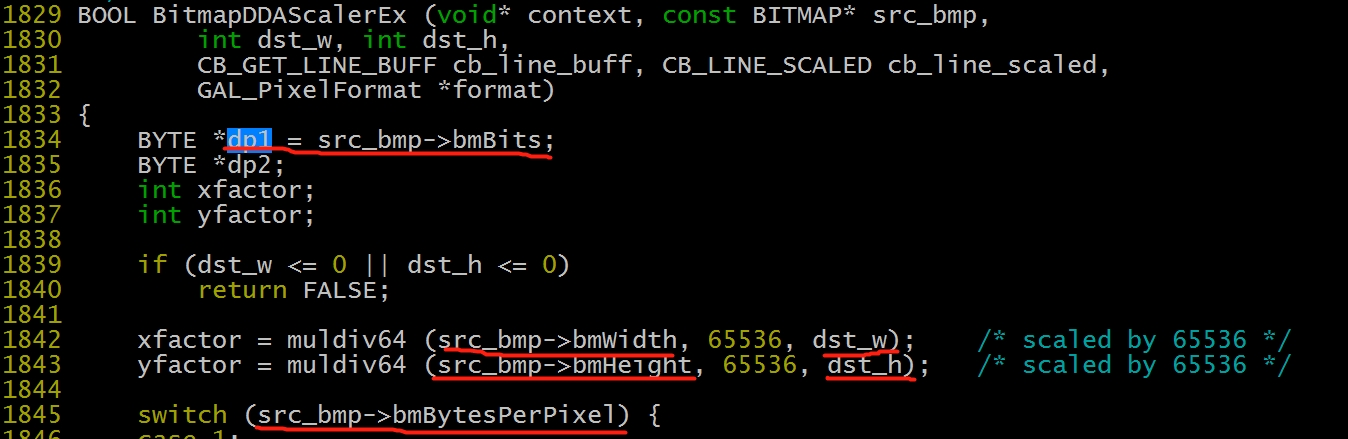 1829 BOOL BitmapDDAScalerEx (void* context, const BITMAP* src_bmp,
1830         int dst_w, int dst_h,
1831         CB_GET_LINE_BUFF cb_line_buff, CB_LINE_SCALED cb_line_scaled,
1832         GAL_PixelFormat *format)
1833 {
1834     BYTE *dp1 = src_bmp->bmBits;
1835     BYTE *dp2;
1836     int xfactor;
1837     int yfactor;
1838
1839     if (dst_w <= 0 || dst_h <= 0)
1840         return FALSE;
1841
1842     xfactor = muldiv64 (src_bmp->bmWidth, 65536, dst_w);    /* scaled by 65536 */
1843     yfactor = muldiv64 (src_bmp->bmHeight, 65536, dst_h);   /* scaled by 65536 */
1844
1845     switch (src_bmp->bmBytesPerPixel) {
1846     case 1: